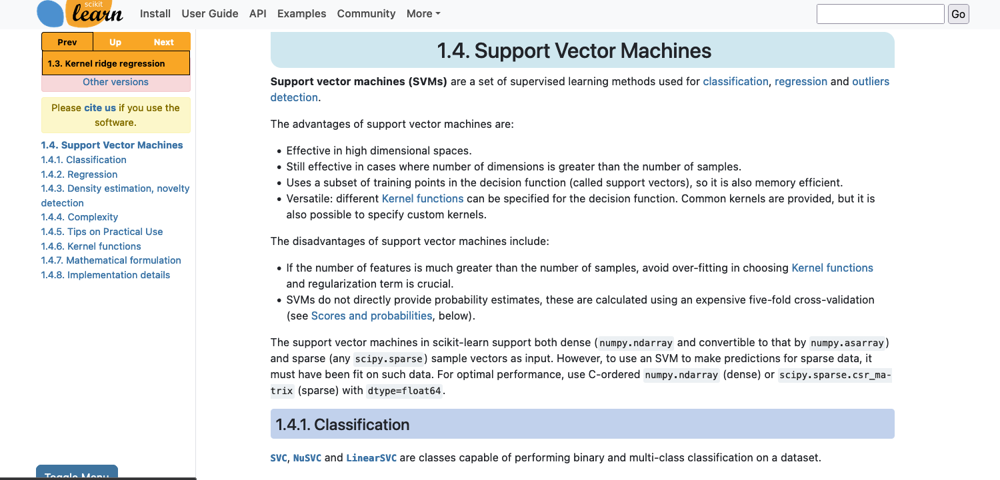 scikit
learn
Install User Guide API Examples Community More
Go
Prev Up Next
1.3. Kernel ridge regression
Other versions
Please cite us if you use the
software.
1.4. Support Vector Machines
1.4.1. Classification
1.4.2. Regression
1.4.3. Density estimation, novelty
detection
1.4.4. Complexity
1.4.5. Tips on Practical Use
1.4.6. Kernel functions
1.4.7. Mathematical formulation
1.4.8. Implementation details
Toggle Menu
1.4. Support Vector Machines
Support vector machines (SVMs) are a set of supervised learning methods used for classification, regression and outliers
detection.
The advantages of support vector machines are:
• Effective in high dimensional spaces.
• Still effective in cases where number of dimensions is greater than the number of samples.
• Uses a subset of training points in the decision function (called support vectors), so it is also memory efficient.
• Versatile: different Kernel functions can be specified for the decision function. Common kernels are provided, but it is
also possible to specify custom kernels.
The disadvantages of support vector machines include:
• If the number of features is much greater than the number of samples, avoid over-fitting in choosing Kernel functions
and regularization term is crucial.
• SVMs do not directly provide probability estimates, these are calculated using an expensive five-fold cross-validation
(see Scores and probabilities, below).
The support vector machines in scikit-learn support both dense (numpy.ndarray and convertible to that by numpy.asarray)
and sparse (any scipy.sparse) sample vectors as input. However, to use an SVM to make predictions for sparse data, it
must have been fit on such data. For optimal performance, use C-ordered numpy.ndarray (dense) or scipy.sparse.csr_ma-
trix (sparse) with dtype=float64.
1.4.1. Classification
SVC, NuSVC and LinearSVC are classes capable of performing binary and multi-class classification on a dataset.